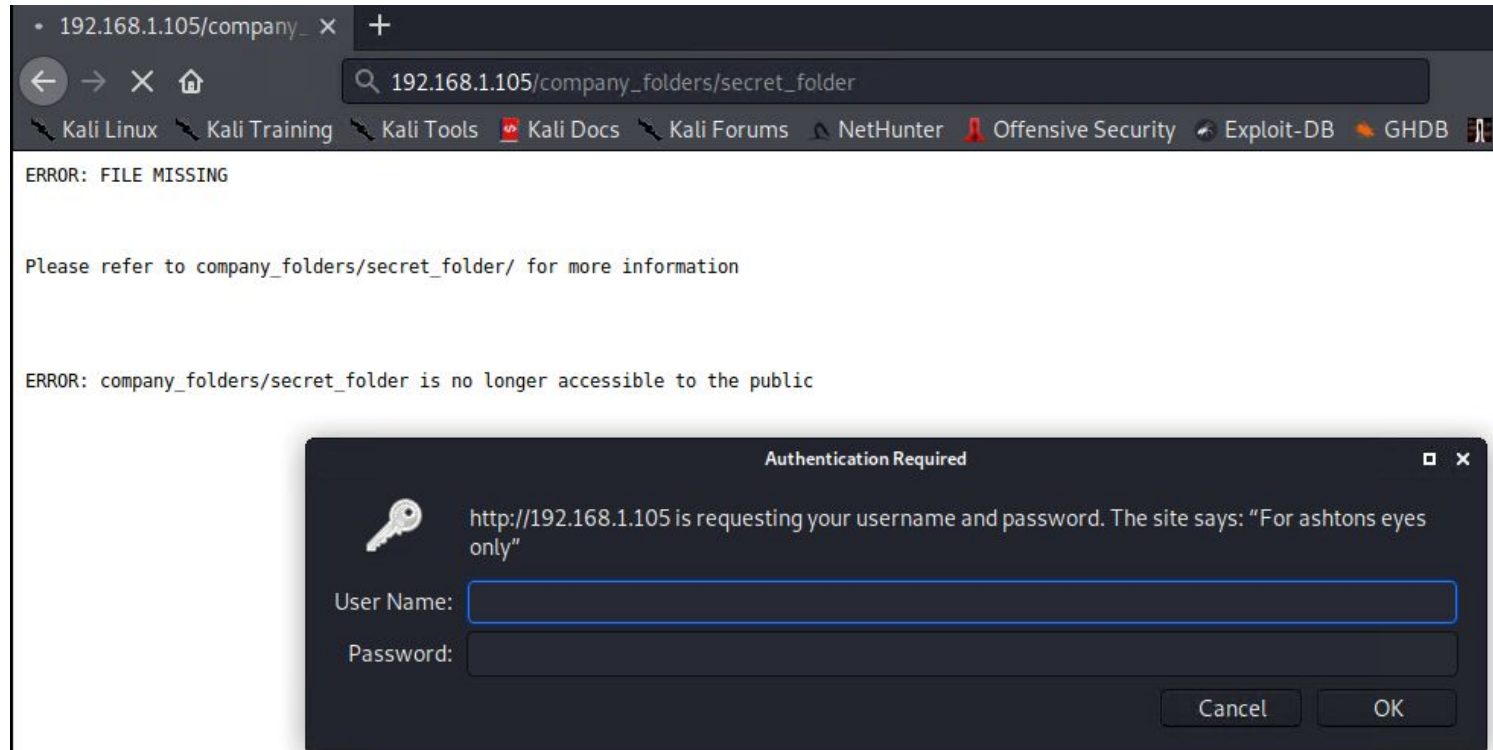 192.168.1.105/company_
192.168.1.105/company_folders/secret_folder
Kali Linux Kali Training Kali Tools Kali Docs Kali Forums NetHunter Offensive Security Exploit-DB GHDB
ERROR: FILE MISSING
Please refer to company_folders/secret_folder/ for more information
ERROR: company_folders/secret_folder is no longer accessible to the public
Authentication Required
http://192.168.1.105 is requesting your username and password. The site says: “For ashtons eyes
only”
User Name:
Password:
Cancel OK